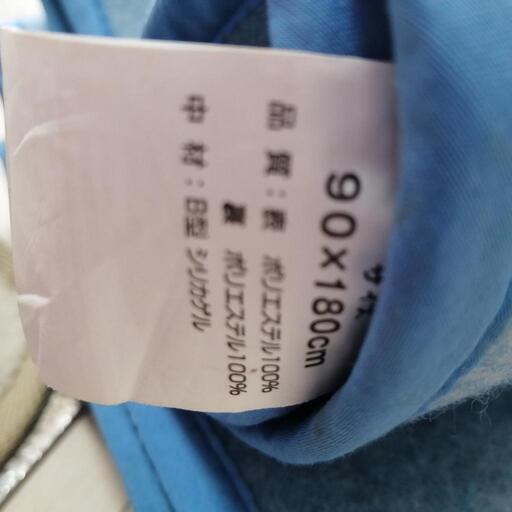 サイズ
90×180cm
品質：表 ポリエステル100%
裏 ポリエステル100%
中材：B型シリカゲル